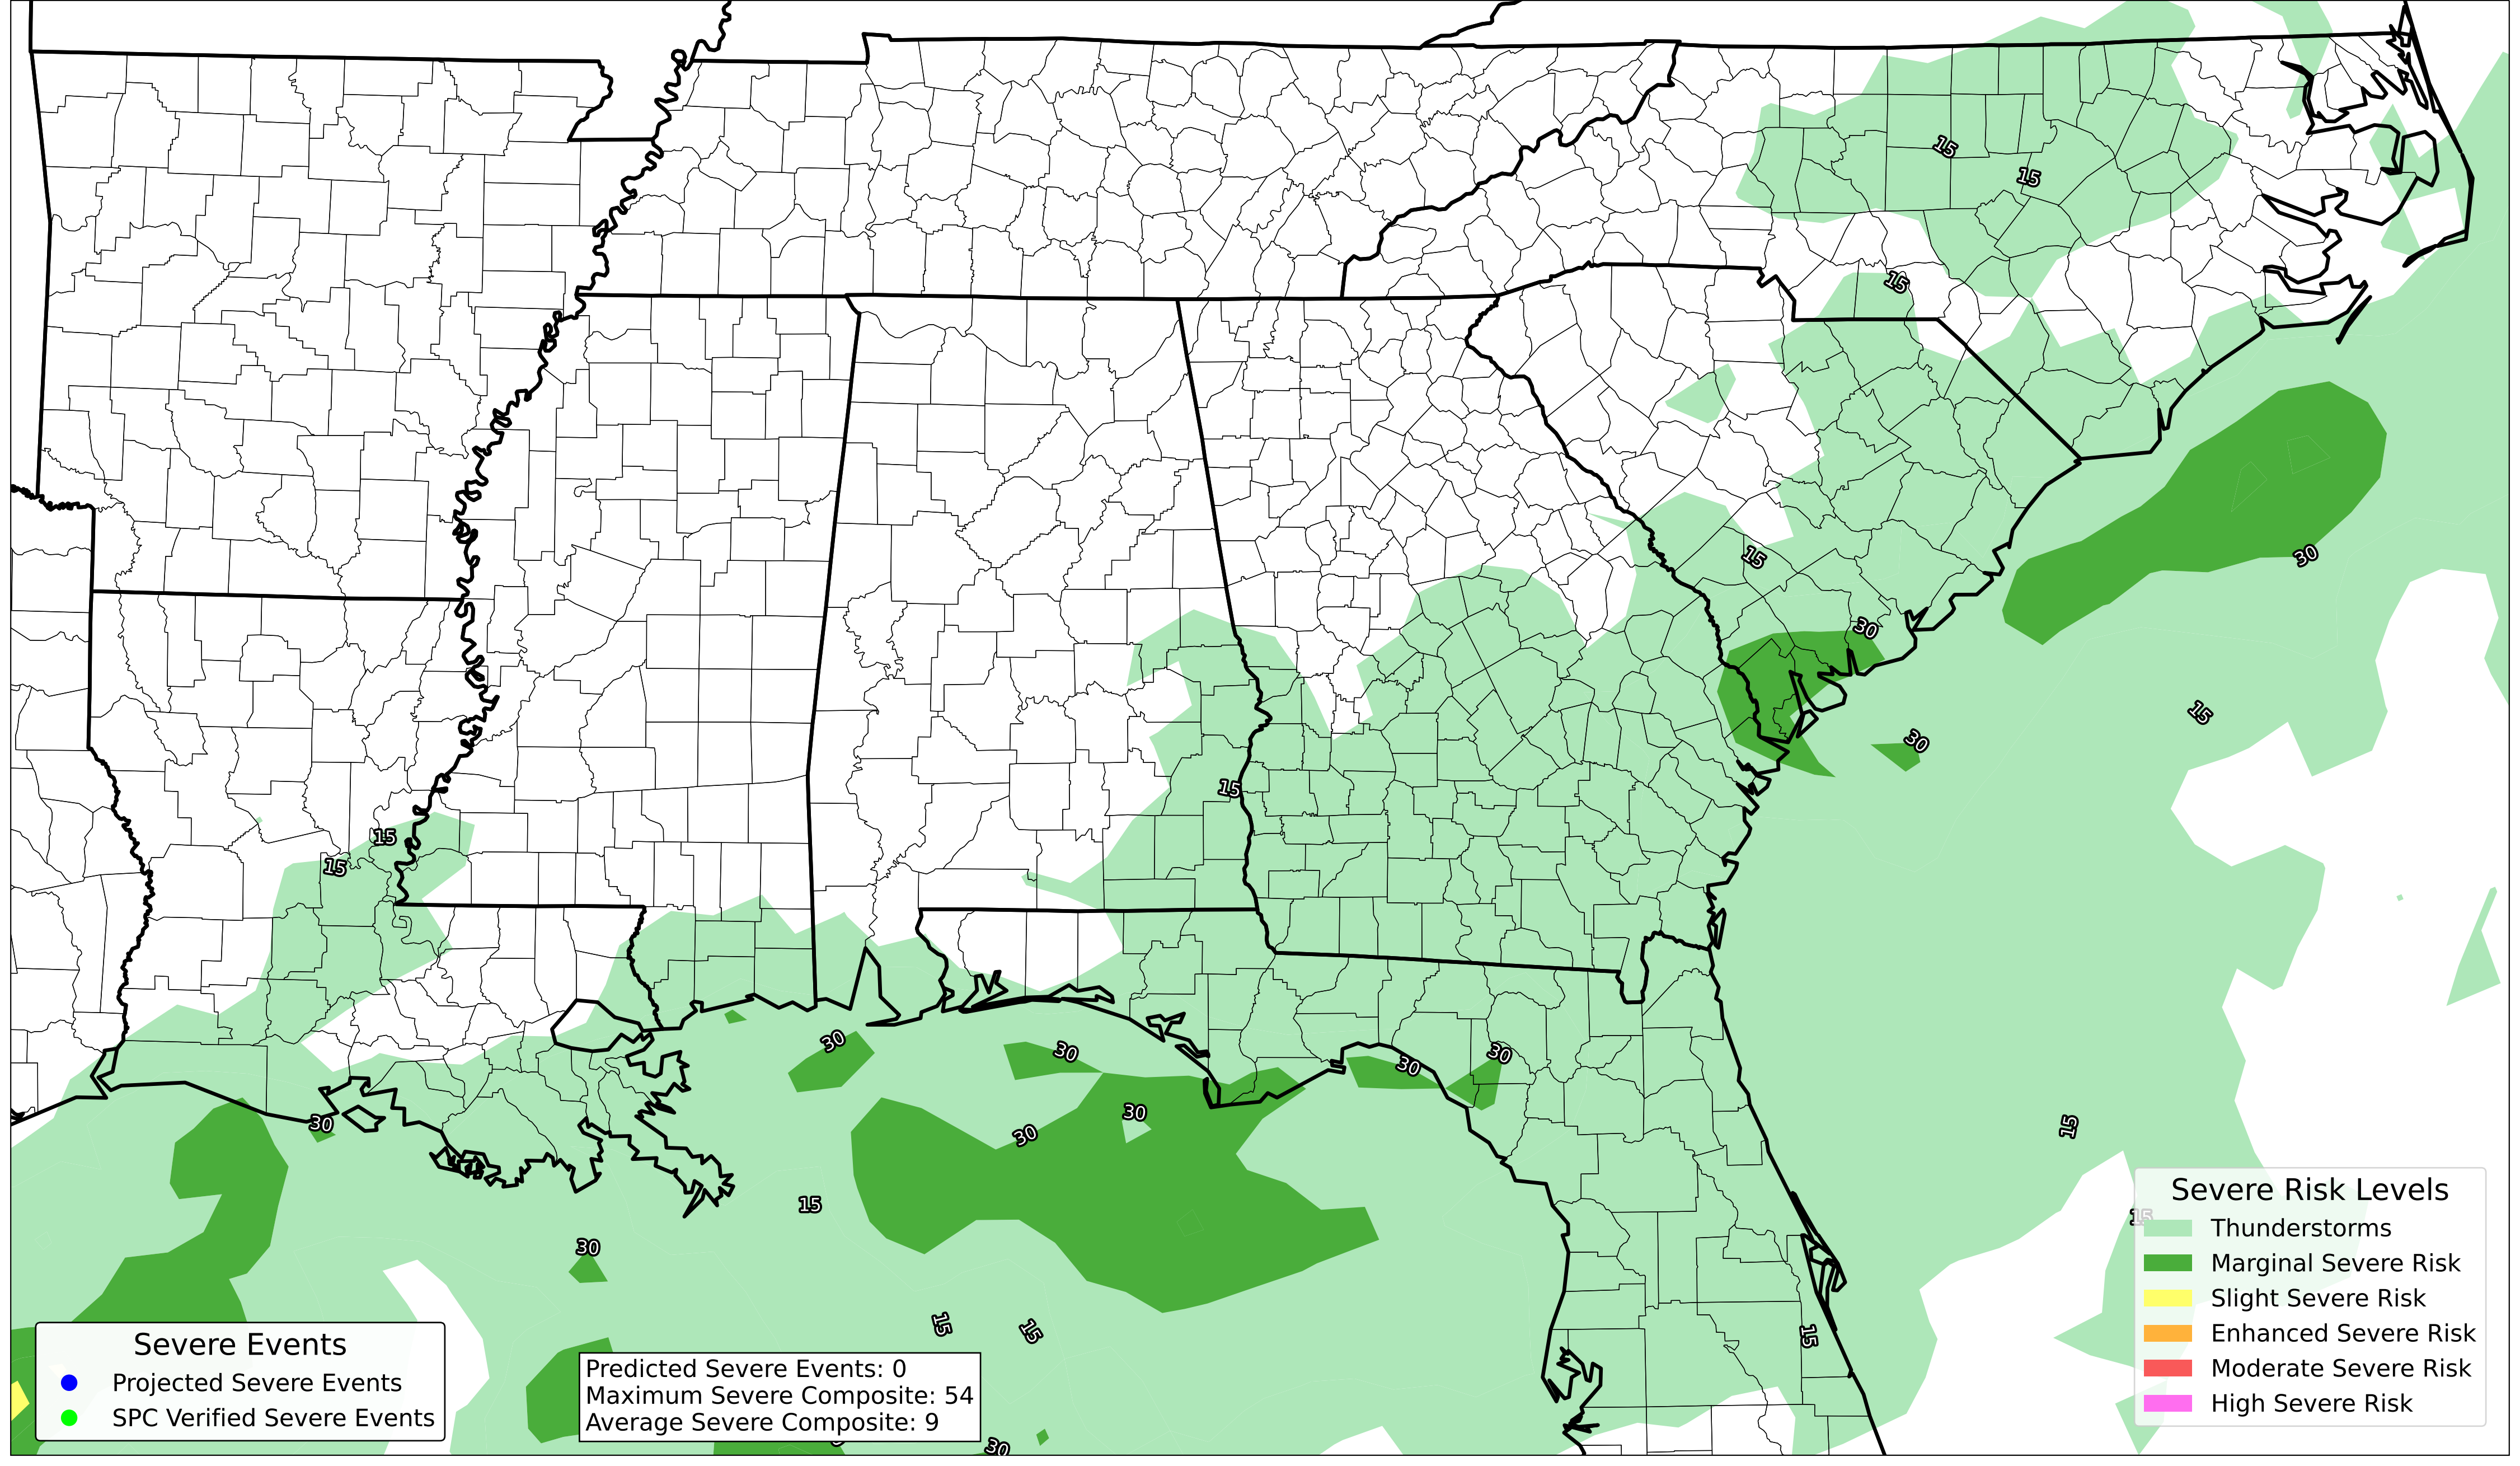 15
15
15
15
30
30
15
30
15
15
15
30
30
30
30
30
30
30
15
15
15
30
15
15
15
30
Severe Risk Levels
Thunderstorms
Marginal Severe Risk
Slight Severe Risk
Enhanced Severe Risk
Moderate Severe Risk
High Severe Risk
Severe Events
Projected Severe Events
SPC Verified Severe Events
Predicted Severe Events: 0
Maximum Severe Composite: 54
Average Severe Composite: 9